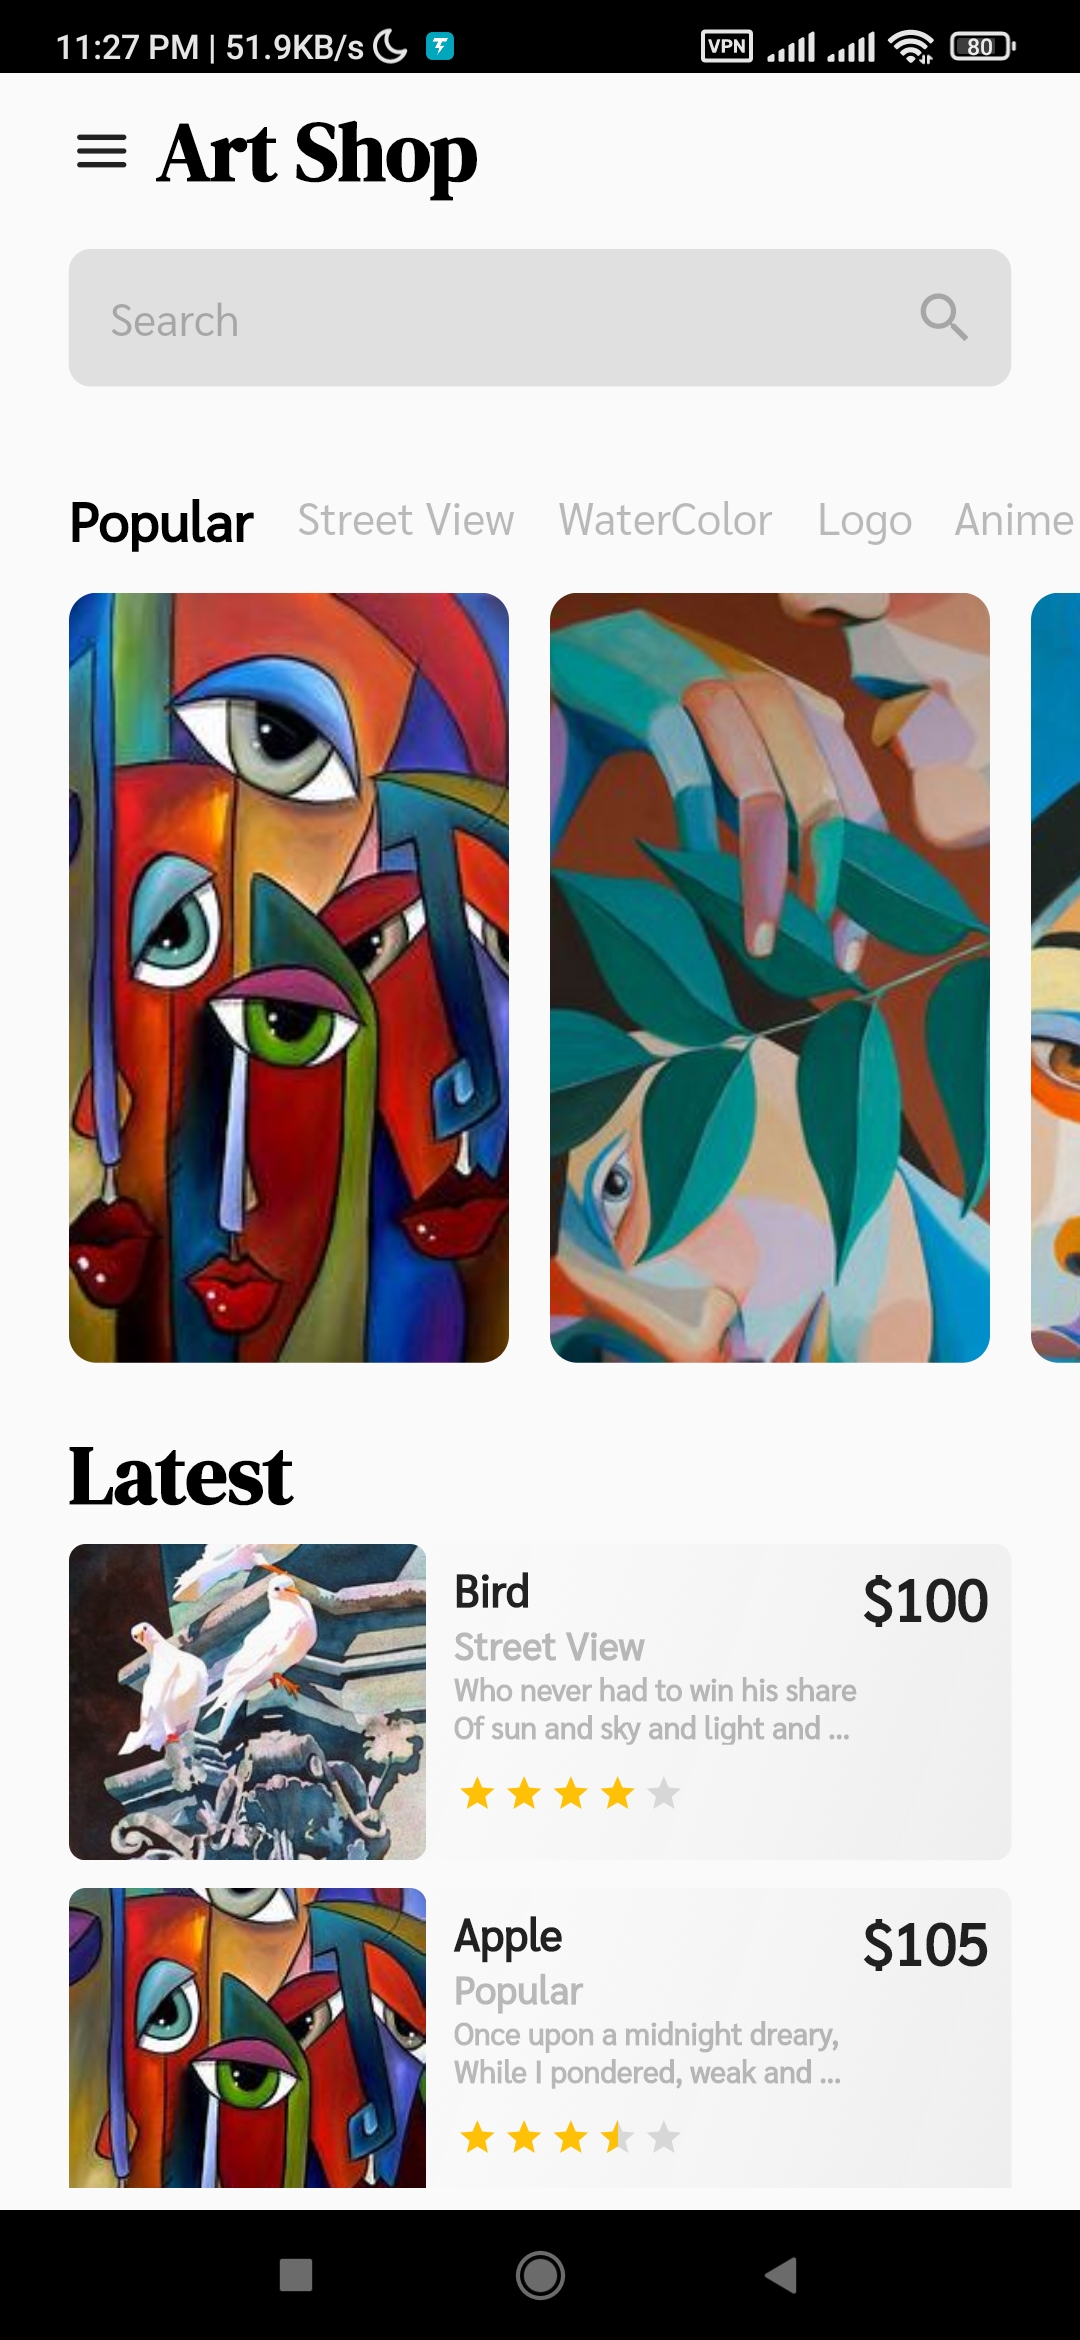 11:27 PM | 51.9KB/s VPN 80
Art Shop
Search
Popular Street View WaterColor Logo Anime
Latest
Bird $100
Street View
Who never had to win his share
Of sun and sky and light and ...
Apple $105
Popular
Once upon a midnight dreary,
While I pondered, weak and ...